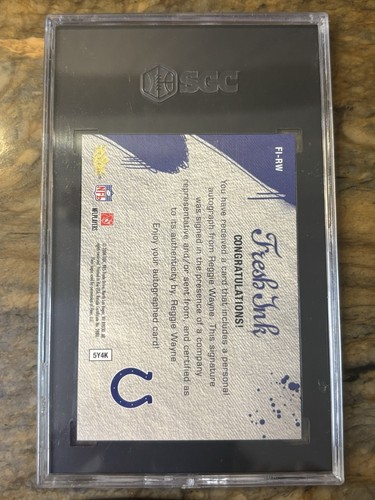 SGC
FI-RW
Fresh Ink
CONGRATULATIONS!
You have received a card that includes a personal
autograph from Reggie Wayne. This signature
was signed in the presence of a company
representative and/or sent from, and certified as
to its authenticity by, Reggie Wayne
Enjoy your autographed card!
NFL
NFLPLAYERS
5Y4K